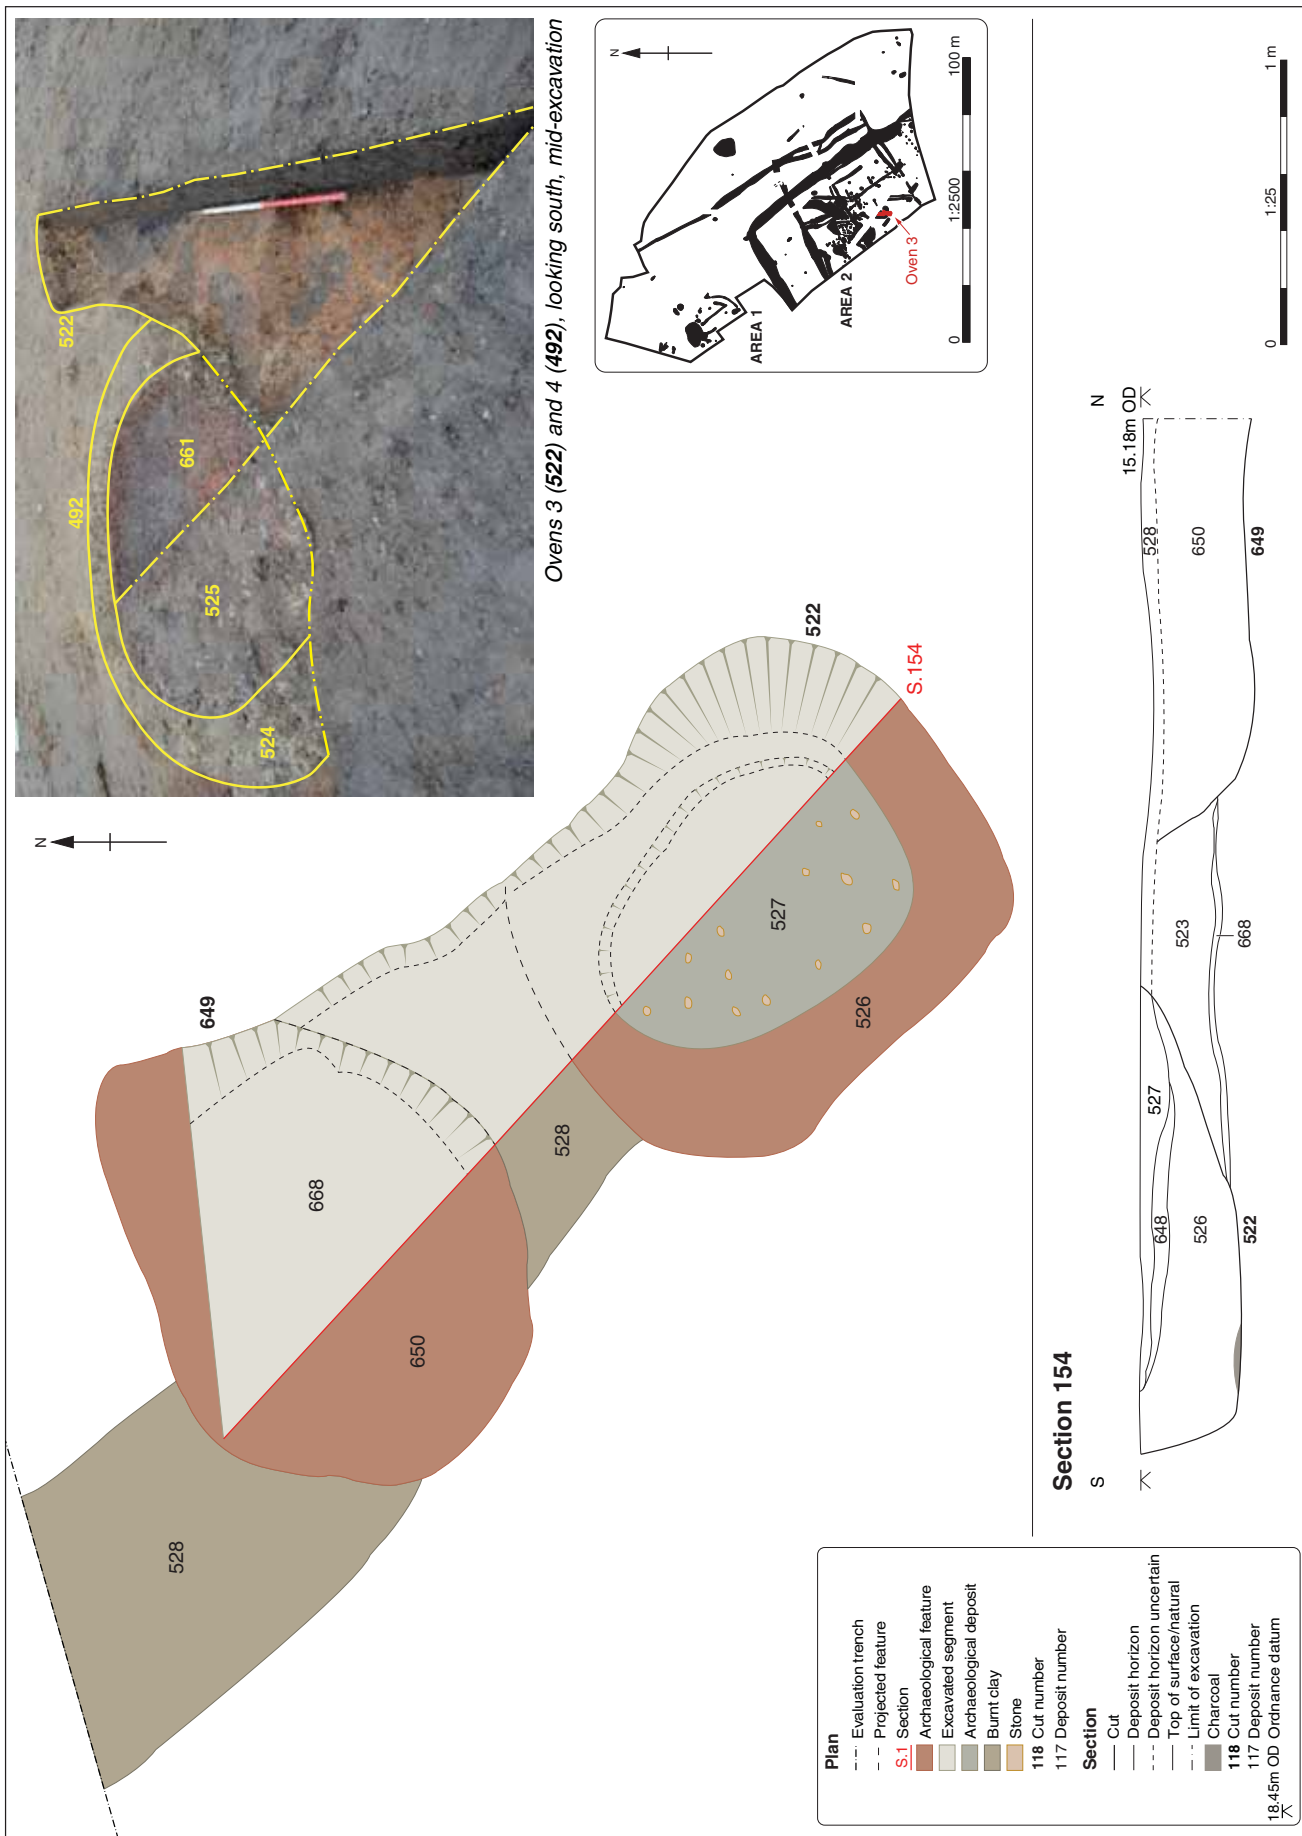 522
492
661
525
524
Ovens 3 (522) and 4 (492), looking south, mid-excavation
N
AREA 1
AREA 2
Oven 3
0
1:2500
100 m
N
649
522
S.154
668
527
528
526
650
528
Section 154
S
N
15.18m OD
528
527
523
650
648
668
526
522
649
0
1:25
1 m
Plan
Evaluation trench
Projected feature
S.1 Section
Archaeological feature
Excavated segment
Archaeological deposit
Burnt clay
Stone
118 Cut number
117 Deposit number
Section
Cut
Deposit horizon
Deposit horizon uncertain
Top of surface/natural
Limit of excavation
Charcoal
118 Cut number
117 Deposit number
18.45m OD Ordnance datum